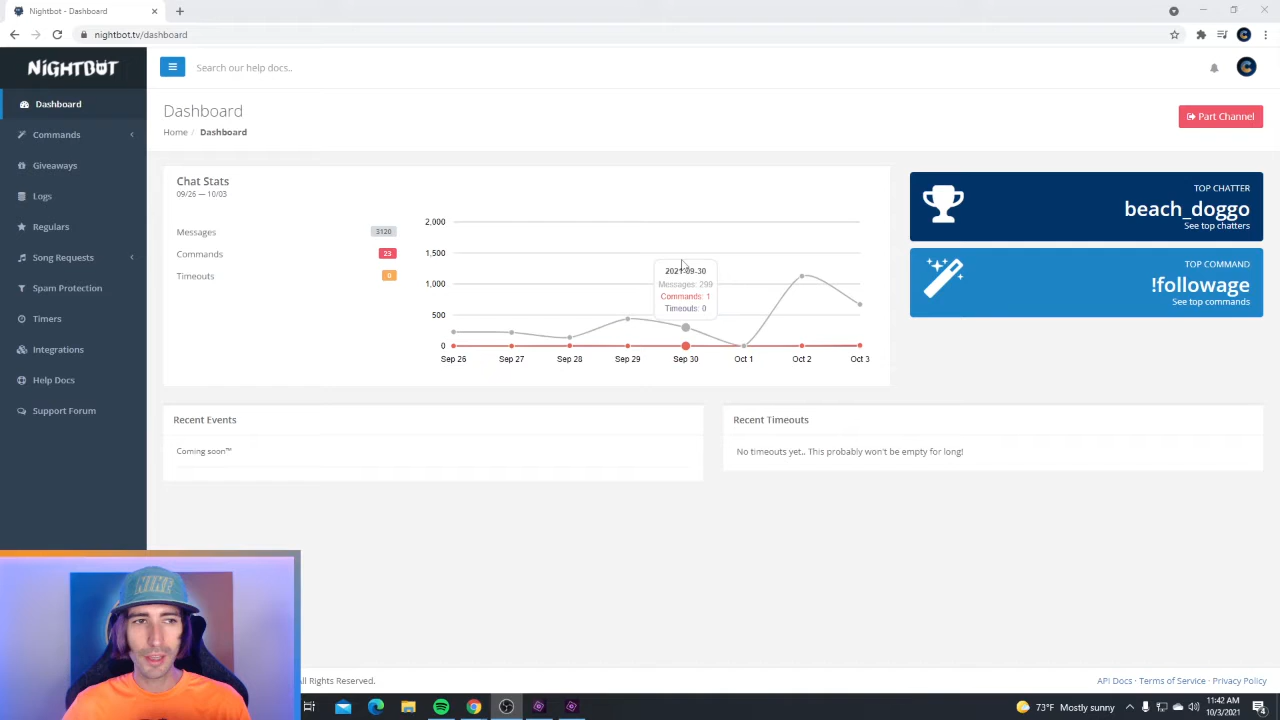 Nightbot - Dashboard
nightbot.tv/dashboard
NIGHTBOT
Search our help docs..
Dashboard
Commands
Giveaways
Logs
Regulars
Song Requests
Spam Protection
Timers
Integrations
Help Docs
Support Forum
Dashboard
Home / Dashboard
Part Channel
Chat Stats
09/26 — 10/03
Messages 3120
Commands 23
Timeouts 0
2,000
1,500
1,000
500
0
2021-09-30
Messages: 299
Commands: 1
Timeouts: 0
Sep 26 Sep 27 Sep 28 Sep 29 Sep 30 Oct 1 Oct 2 Oct 3
TOP CHATTER
beach_doggo
See top chatters
TOP COMMAND
!followage
See top commands
Recent Events
Coming soon™
Recent Timeouts
No timeouts yet.. This probably won't be empty for long!
NIKE
All Rights Reserved.
API Docs · Terms of Service · Privacy Policy
73°F Mostly sunny
11:42 AM
10/3/2021
4